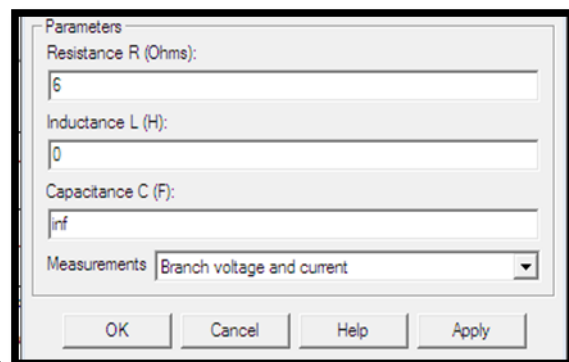 Parameters
Resistance R (Ohms):
6
Inductance L (H):
0
Capacitance C (F):
inf
Measurements Branch voltage and current
OK Cancel Help Apply